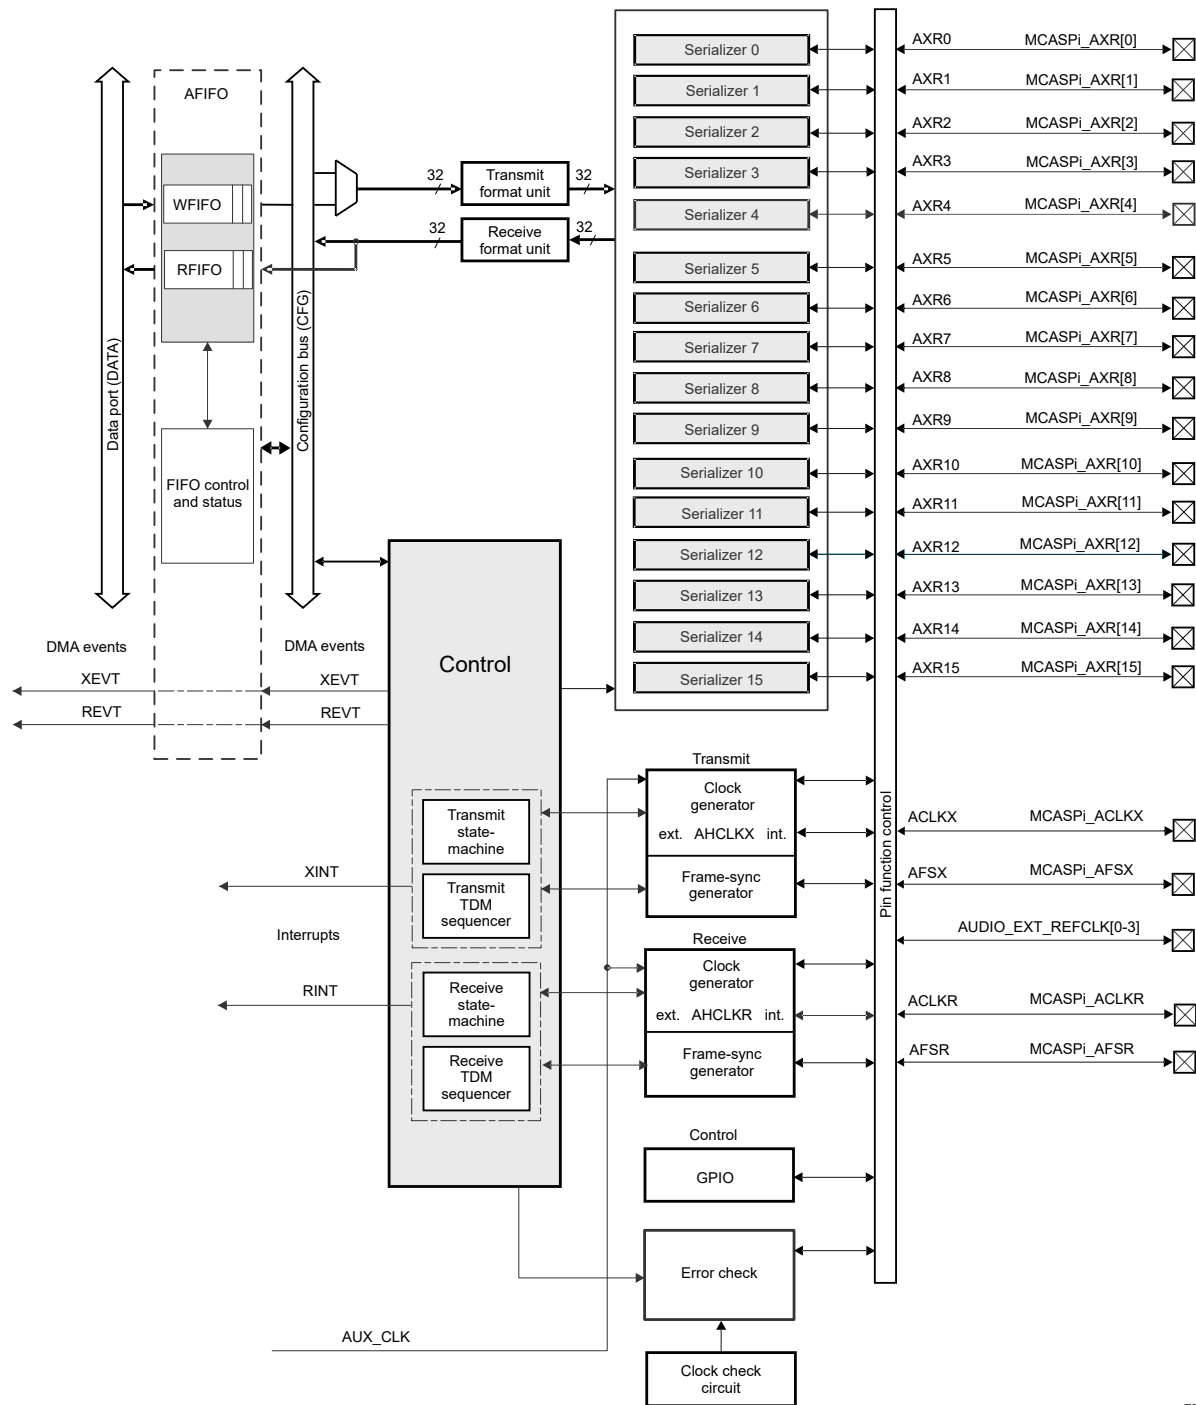 AFIFO
WFIFO
RFIFO
Data port (DATA)
Configuration bus (CFG)
FIFO control
and status
32
Transmit
format unit
32
32
Receive
format unit
32
Serializer 0
Serializer 1
Serializer 2
Serializer 3
Serializer 4
Serializer 5
Serializer 6
Serializer 7
Serializer 8
Serializer 9
Serializer 10
Serializer 11
Serializer 12
Serializer 13
Serializer 14
Serializer 15
AXR0 MCASPi_AXR[0]
AXR1 MCASPi_AXR[1]
AXR2 MCASPi_AXR[2]
AXR3 MCASPi_AXR[3]
AXR4 MCASPi_AXR[4]
AXR5 MCASPi_AXR[5]
AXR6 MCASPi_AXR[6]
AXR7 MCASPi_AXR[7]
AXR8 MCASPi_AXR[8]
AXR9 MCASPi_AXR[9]
AXR10 MCASPi_AXR[10]
AXR11 MCASPi_AXR[11]
AXR12 MCASPi_AXR[12]
AXR13 MCASPi_AXR[13]
AXR14 MCASPi_AXR[14]
AXR15 MCASPi_AXR[15]
DMA events
DMA events
XEVT
XEVT
REVT
REVT
Control
Transmit
state-
machine
Transmit
TDM
sequencer
XINT
Interrupts
RINT
Receive
state-
machine
Receive
TDM
sequencer
Transmit
Clock
generator
ext. AHCLKX int.
Frame-sync
generator
Receive
Clock
generator
ext. AHCLKR int.
Frame-sync
generator
Control
GPIO
Error check
Clock check
circuit
AUX_CLK
Pin function control
ACLKX MCASPi_ACLKX
AFSX MCASPi_AFSX
AUDIO_EXT_REFCLK[0-3]
ACLKR MCASPi_ACLKR
AFSR MCASPi_AFSR